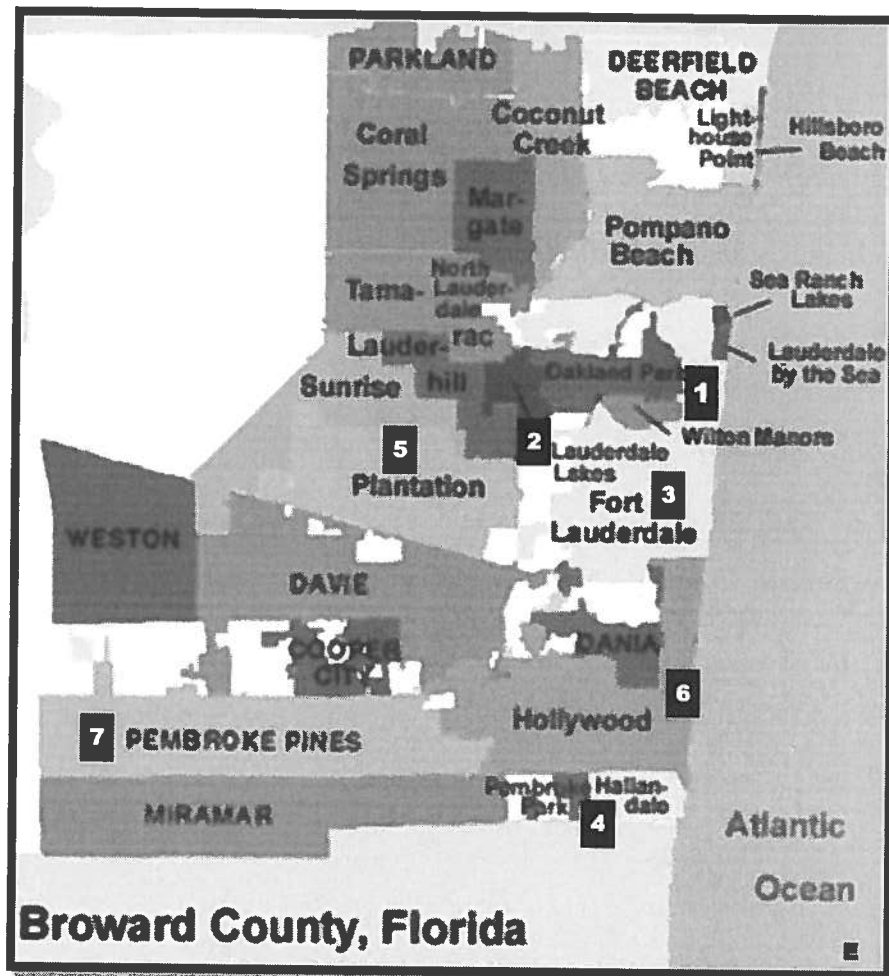 PARKLAND
DEERFIELD
BEACH
Coconut
Creek
Light-
house
Point
Hillsboro
Beach
Coral
Springs
Mar-
gate
Pompano
Beach
North
Lauder-
dale
Tama-
rac
Sea Ranch
Lakes
Lauder-
hill
Lauderdale
by the Sea
Sunrise
Oakland Park
1
2
Wilton Manors
5
Lauderdale
Lakes
3
Plantation
Fort
Lauderdale
WESTON
DAVIE
COOPER
CITY
DANIA
6
Hollywood
7
PEMBROKE PINES
Pembroke
Park
Hallan-
dale
4
MIRAMAR
Atlantic
Ocean
Broward County, Florida
E